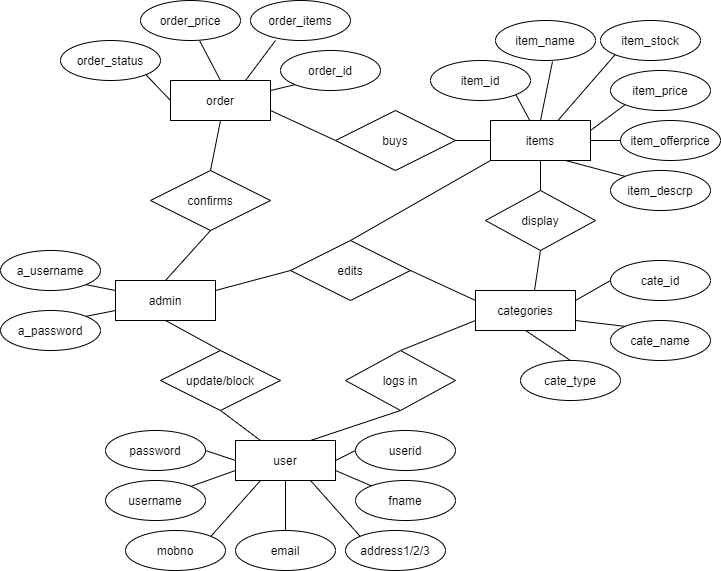 order_price
order_items
order_status
order_id
order
item_name
item_stock
item_id
item_price
buys
items
item_offerprice
item_descrp
confirms
display
a_username
edits
cate_id
admin
categories
a_password
cate_name
update/block
logs in
cate_type
password
userid
user
username
fname
mobno
email
address1/2/3